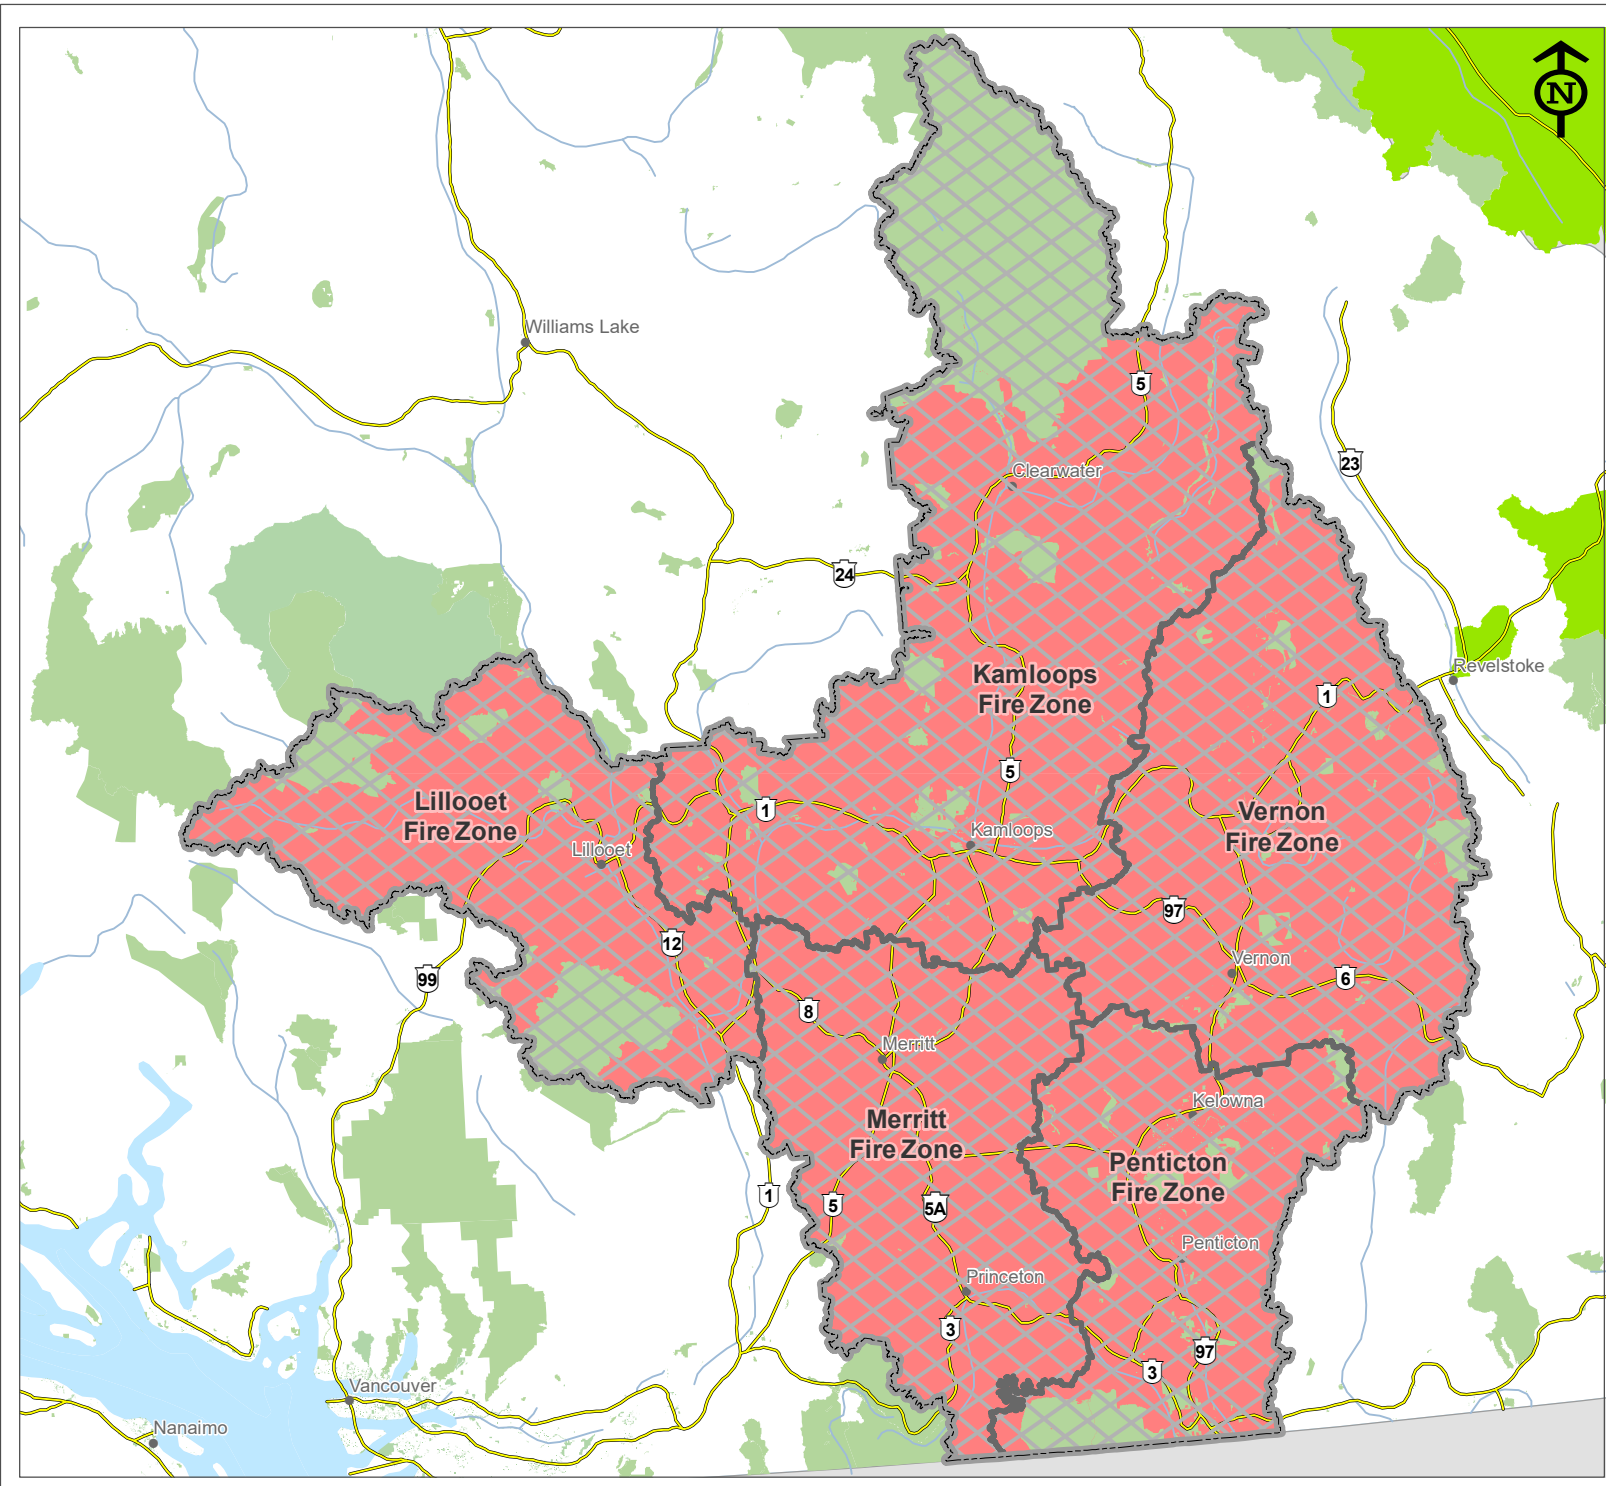 N
Williams Lake
5
Clearwater
23
24
Kamloops
Fire Zone
Revelstoke
1
5
Lillooet
Fire Zone
1
Vernon
Fire Zone
Kamloops
Lillooet
97
12
Vernon
99
6
8
Merritt
Kelowna
Merritt
Fire Zone
Penticton
Fire Zone
1
5
5A
Penticton
Princeton
3
97
3
Vancouver
Nanaimo